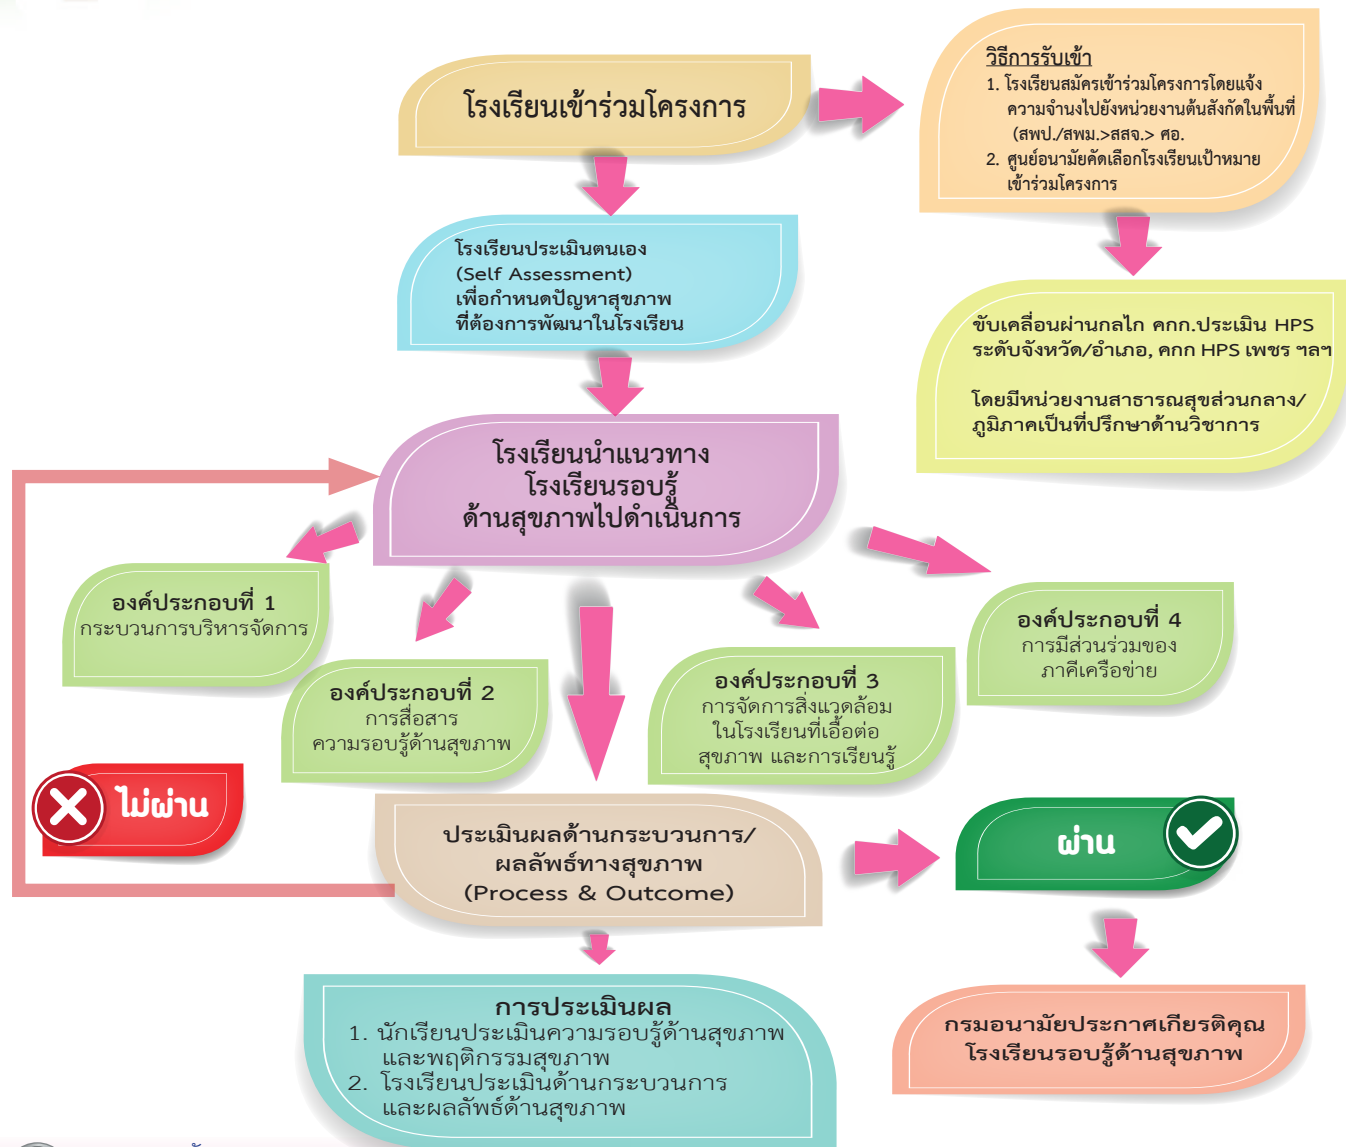 โรงเรียนเข้าร่วมโครงการ
วิธีการรับเข้า
1. โรงเรียนสมัครเข้าร่วมโครงการโดยแจ้ง
ความจำนงไปยังหน่วยงานต้นสังกัดในพื้นที่
(สพป./สพม.>สสจ.> ศอ.
2. ศูนย์อนามัยคัดเลือกโรงเรียนเป้าหมาย
เข้าร่วมโครงการ
โรงเรียนประเมินตนเอง
(Self Assessment)
เพื่อกำหนดปัญหาสุขภาพ
ที่ต้องการพัฒนาในโรงเรียน
ขับเคลื่อนผ่านกลไก คกก.ประเมิน HPS
ระดับจังหวัด/อำเภอ, คกก HPS เพชร ฯลฯ
โดยมีหน่วยงานสาธารณสุขส่วนกลาง/
ภูมิภาคเป็นที่ปรึกษาด้านวิชาการ
โรงเรียนนำแนวทาง
โรงเรียนรอบรู้
ด้านสุขภาพไปดำเนินการ
องค์ประกอบที่ 1
กระบวนการบริหารจัดการ
องค์ประกอบที่ 2
การสื่อสาร
ความรอบรู้ด้านสุขภาพ
องค์ประกอบที่ 3
การจัดการสิ่งแวดล้อม
ในโรงเรียนที่เอื้อต่อ
สุขภาพ และการเรียนรู้
องค์ประกอบที่ 4
การมีส่วนร่วมของ
ภาคีเครือข่าย
ไม่ผ่าน
ประเมินผลด้านกระบวนการ/
ผลลัพธ์ทางสุขภาพ
(Process & Outcome)
ผ่าน
การประเมินผล
1. นักเรียนประเมินความรอบรู้ด้านสุขภาพ
และพฤติกรรมสุขภาพ
2. โรงเรียนประเมินด้านกระบวนการ
และผลลัพธ์ด้านสุขภาพ
กรมอนามัยประกาศเกียรติคุณ
โรงเรียนรอบรู้ด้านสุขภาพ